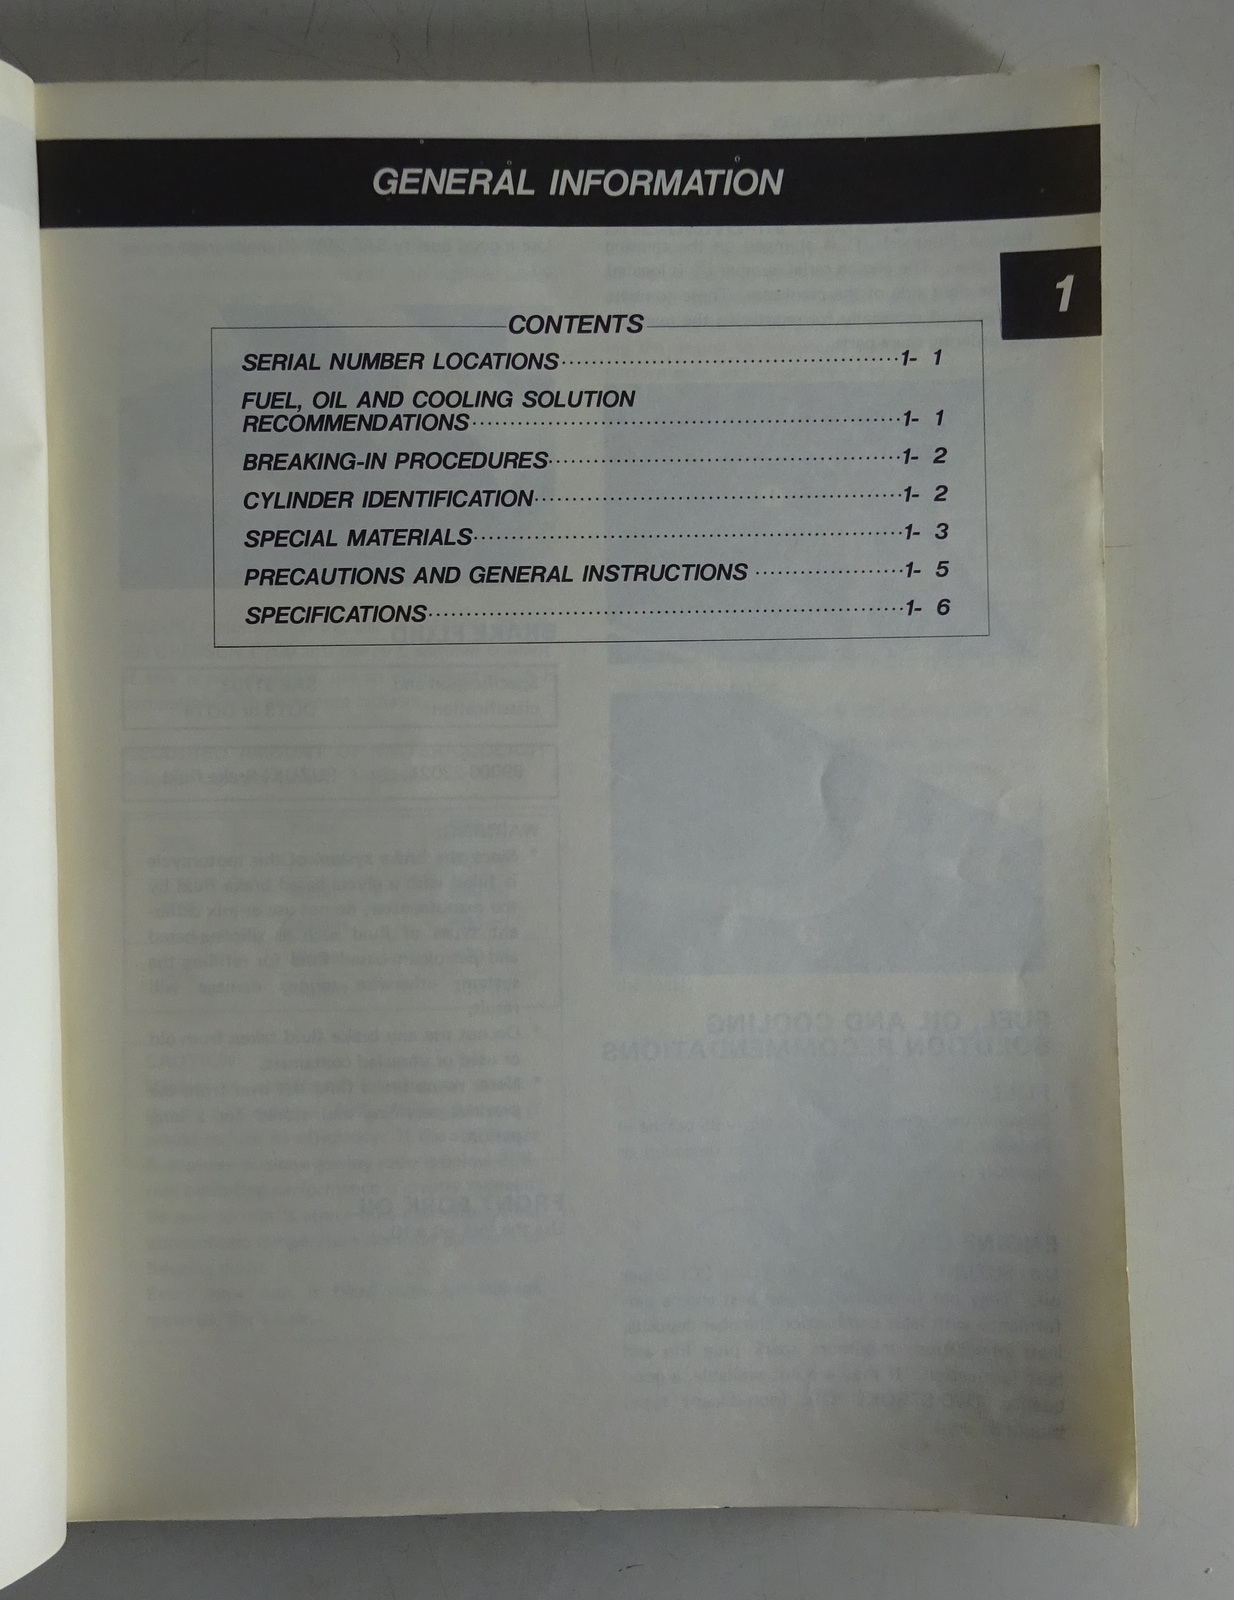 GENERAL INFORMATION
1
CONTENTS
SERIAL NUMBER LOCATIONS 1- 1
FUEL, OIL AND COOLING SOLUTION
RECOMMENDATIONS 1- 1
BREAKING-IN PROCEDURES 1- 2
CYLINDER IDENTIFICATION 1- 2
SPECIAL MATERIALS 1- 3
PRECAUTIONS AND GENERAL INSTRUCTIONS 1- 5
SPECIFICATIONS 1- 6